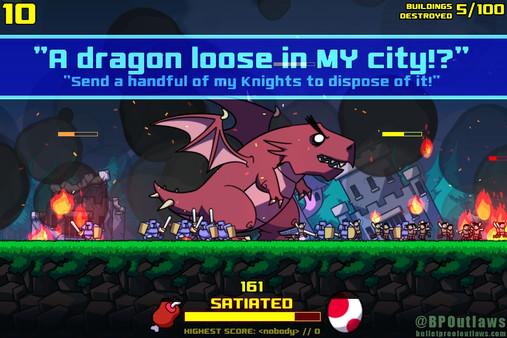 10
BUILDINGS
DESTROYED 5/100
"A dragon loose in MY city!?"
"Send a handful of my Knights to dispose of it!"
161
SATIATED
HIGHEST SCORE: <nobody> // 0
@BPOutlaws
bulletproofoutlaws.com